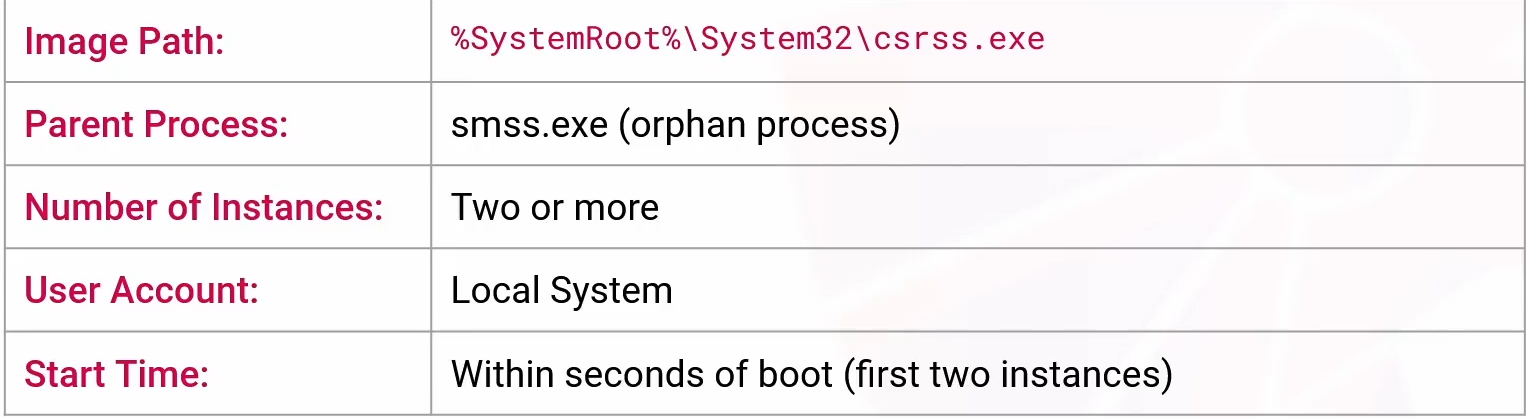 Image Path: %SystemRoot%\System32\csrss.exe
Parent Process: smss.exe (orphan process)
Number of Instances: Two or more
User Account: Local System
Start Time: Within seconds of boot (first two instances)